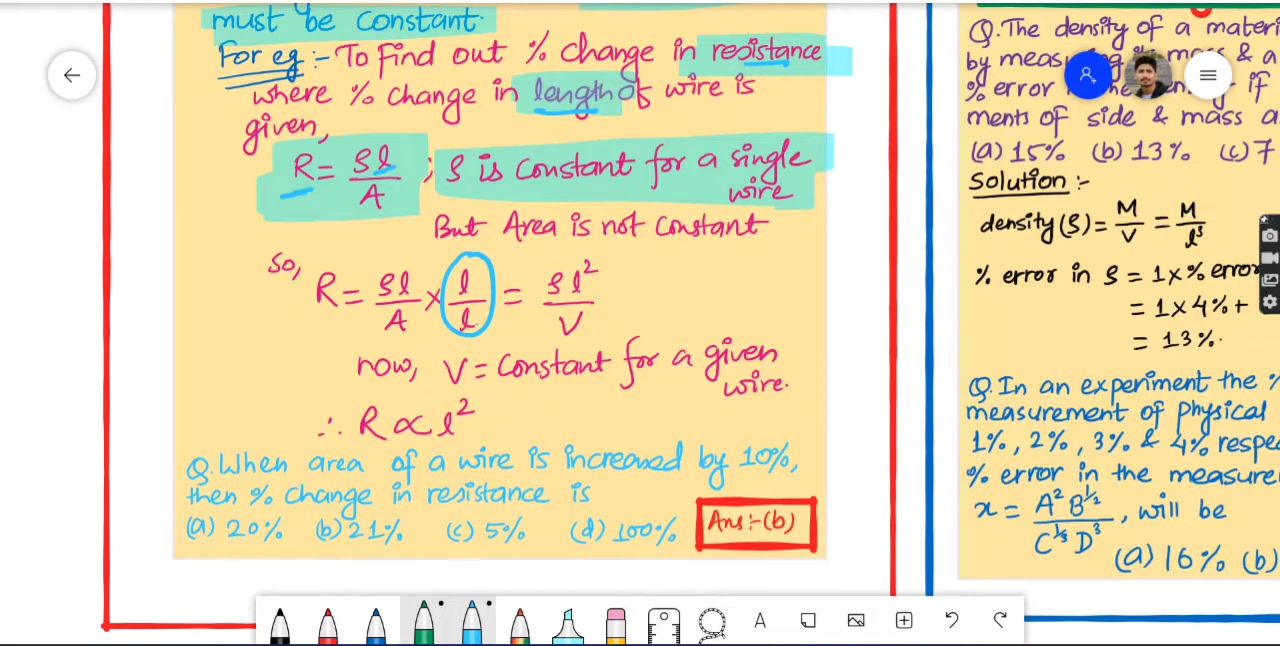 must be constant.
For eg :- To find out % change in resistance
where % change in length of wire is
given,
R = ρl/A ; ρ is constant for a single
wire
But Area is not constant
So, R = ρl/A × l/l = ρl²/V
now, V = Constant for a given
wire.
∴ R ∝ l²
Q. When area of a wire is increased by 10%,
then % change in resistance is
(a) 20% (b) 21% (c) 5% (d) 100% Ans :- (b)
Q. The density of a materi
by meas & a
% error if
ments of side & mass a
(a) 15% (b) 13% (c) 7
Solution :-
density (ρ) = M/V = M/l³
% error in ρ = 1 x % error
= 1 x 4% +
= 13%.
Q. In an experiment the %
measurement of physical
1%, 2%, 3% & 4% respe
% error in the measure
x = A² B^1/2 / C^1/3 D³, will be
(a) 16% (b)
A